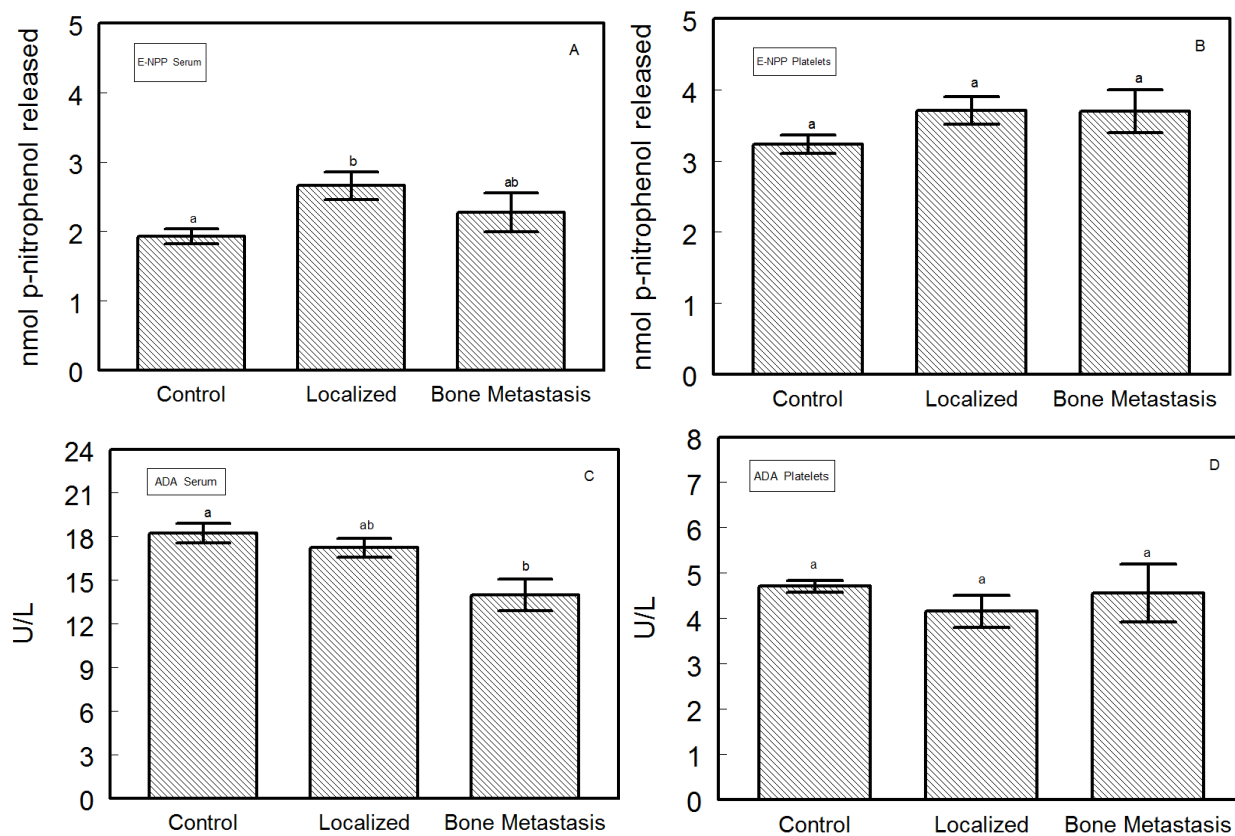 nmol p-nitrophenol released
5
4
3
2
1
0
E-NPP Serum
A
a
b
ab
Control Localized Bone Metastasis
nmol p-nitrophenol released
5
4
3
2
1
0
E-NPP Platelets
B
a
a
a
Control Localized Bone Metastasis
U/L
24
21
18
15
12
9
6
3
0
ADA Serum
C
a
ab
b
Control Localized Bone Metastasis
U/L
8
7
6
5
4
3
2
1
0
ADA Platelets
D
a
a
a
Control Localized Bone Metastasis